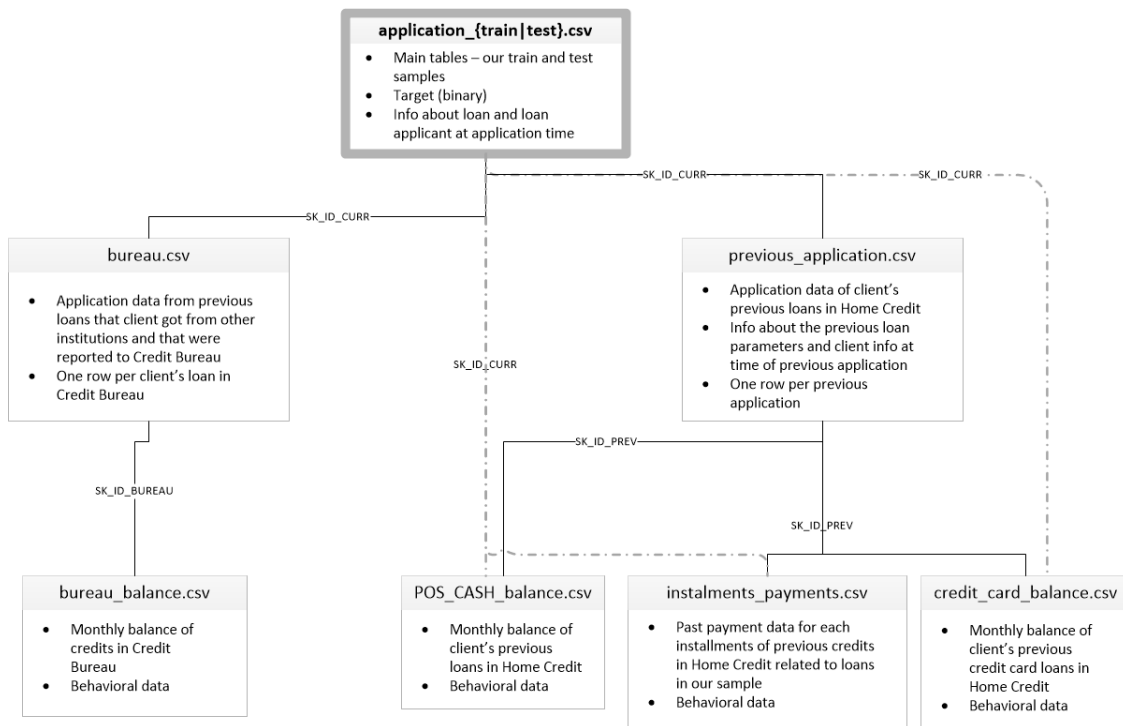 application_{train|test}.csv
• Main tables – our train and test
samples
• Target (binary)
• Info about loan and loan
applicant at application time
SK_ID_CURR
SK_ID_CURR
SK_ID_CURR
bureau.csv
• Application data from previous
loans that client got from other
institutions and that were
reported to Credit Bureau
• One row per client's loan in
Credit Bureau
SK_ID_CURR
previous_application.csv
• Application data of client's
previous loans in Home Credit
• Info about the previous loan
parameters and client info at
time of previous application
• One row per previous
application
SK_ID_PREV
SK_ID_BUREAU
SK_ID_PREV
bureau_balance.csv
• Monthly balance of
credits in Credit
Bureau
• Behavioral data
POS_CASH_balance.csv
• Monthly balance of
client's previous
loans in Home Credit
• Behavioral data
instalments_payments.csv
• Past payment data for each
installments of previous credits
in Home Credit related to loans
in our sample
• Behavioral data
credit_card_balance.csv
• Monthly balance of
client's previous
credit card loans in
Home Credit
• Behavioral data